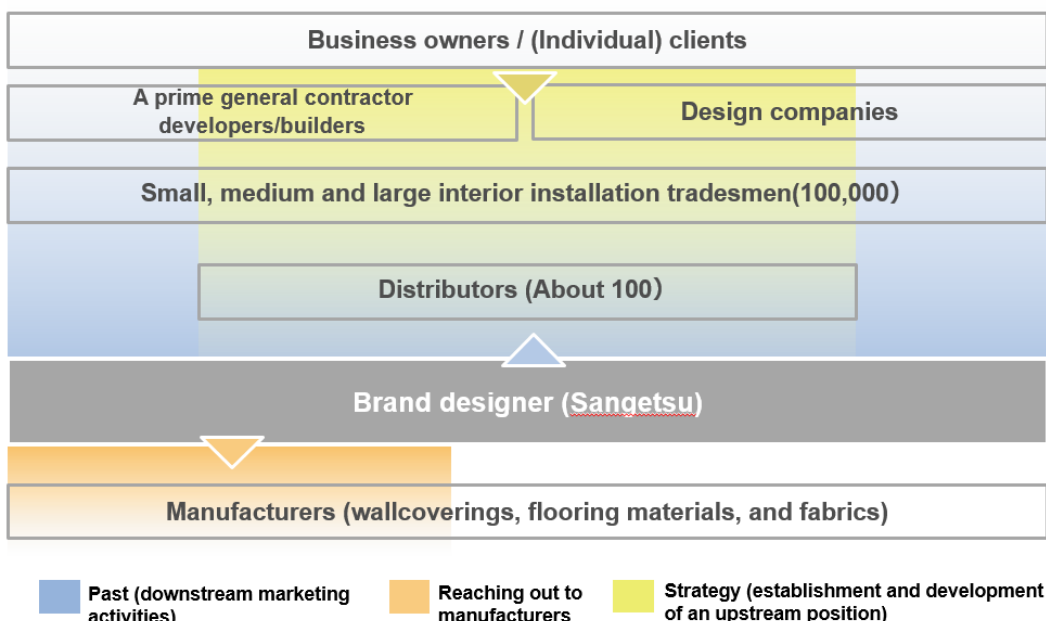 Business owners / (Individual) clients
A prime general contractor
developers/builders
Design companies
Small, medium and large interior installation tradesmen(100,000）
Distributors (About 100）
Brand designer (Sangetsu)
Manufacturers (wallcoverings, flooring materials, and fabrics)
Past (downstream marketing
activities)
Reaching out to
manufacturers
Strategy (establishment and development
of an upstream position)